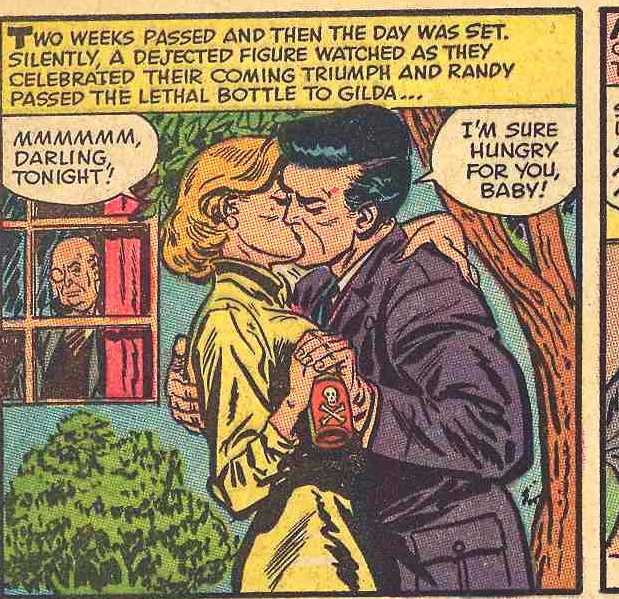 TWO WEEKS PASSED AND THEN THE DAY WAS SET.
SILENTLY, A DEJECTED FIGURE WATCHED AS THEY
CELEBRATED THEIR COMING TRIUMPH AND RANDY
PASSED THE LETHAL BOTTLE TO GILDA...
MMMMMMM,
DARLING,
TONIGHT!
I'M SURE
HUNGRY
FOR YOU,
BABY!